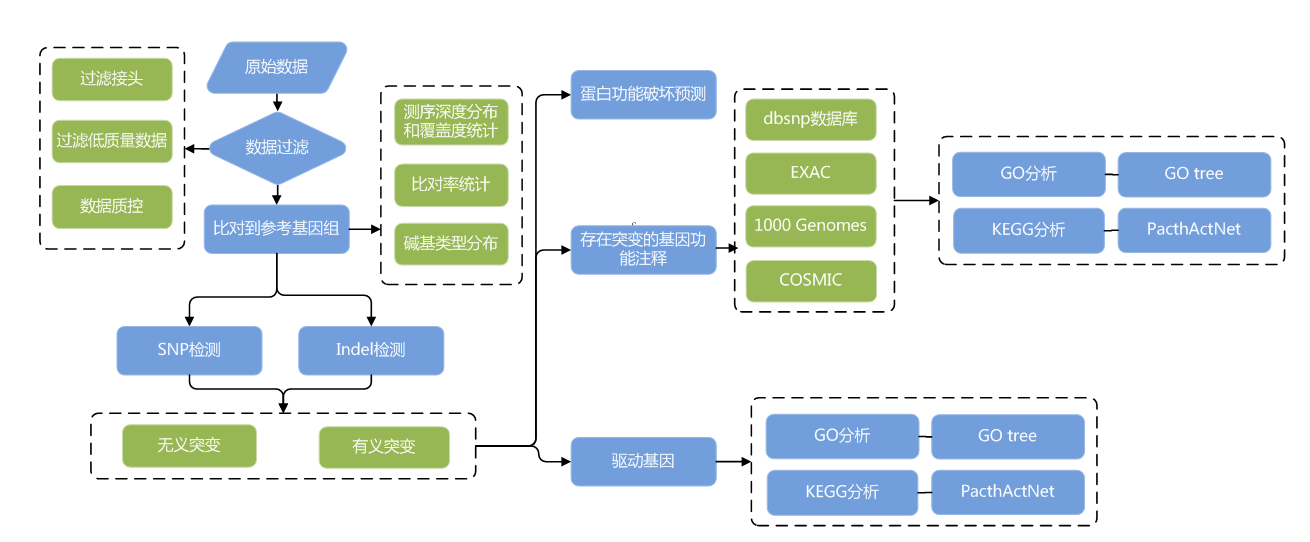 原始数据
过滤接头
过滤低质量数据
数据质控
数据过滤
比对到参考基因组
测序深度分布
和覆盖度统计
比对率统计
碱基类型分布
SNP检测
Indel检测
无义突变
有义突变
蛋白功能破坏预测
存在突变的基因功
能注释
dbsnp数据库
EXAC
1000 Genomes
COSMIC
GO分析
GO tree
KEGG分析
PacthActNet
驱动基因
GO分析
GO tree
KEGG分析
PacthActNet